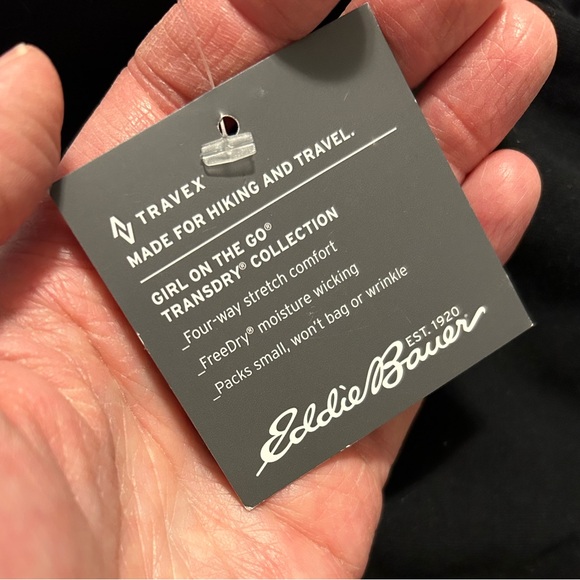 TRAVEX
MADE FOR HIKING AND TRAVEL.
GIRL ON THE GO®
TRANSDRY® COLLECTION
_Four-way stretch comfort
_FreeDry® moisture wicking
_Packs small, won't bag or wrinkle
EST. 1920
Eddie Bauer